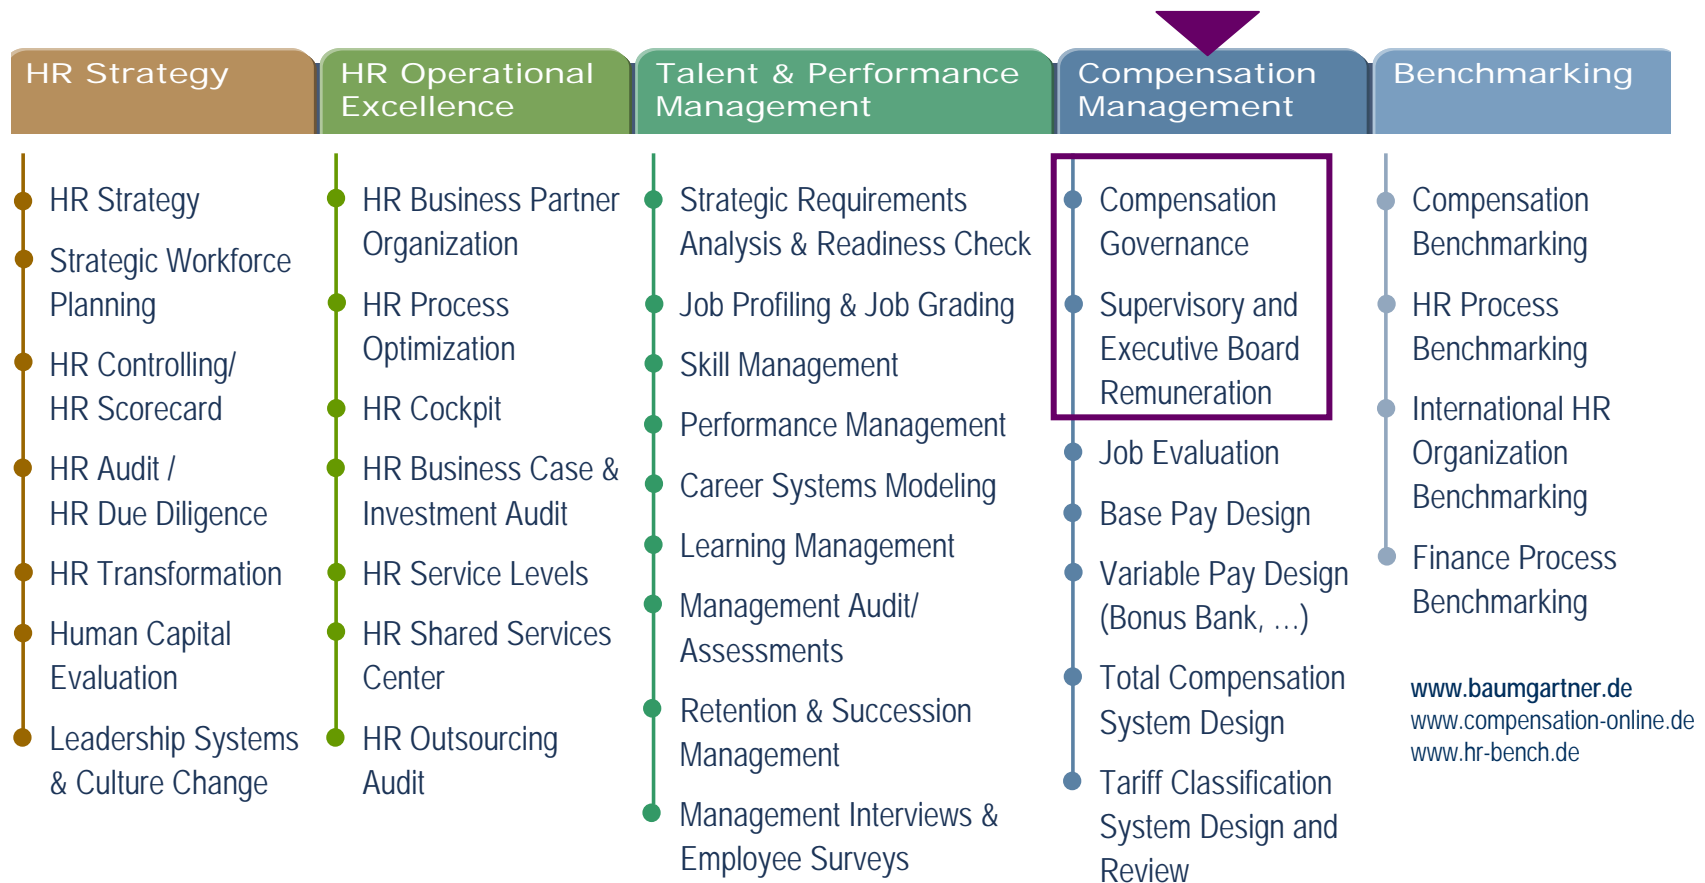 HR Strategy
HR Operational
Excellence
Talent & Performance
Management
Compensation
Management
Benchmarking
HR Strategy
Strategic Workforce
Planning
HR Controlling/
HR Scorecard
HR Audit /
HR Due Diligence
HR Transformation
Human Capital
Evaluation
Leadership Systems
& Culture Change
HR Business Partner
Organization
HR Process
Optimization
HR Cockpit
HR Business Case &
Investment Audit
HR Service Levels
HR Shared Services
Center
HR Outsourcing
Audit
Strategic Requirements
Analysis & Readiness Check
Job Profiling & Job Grading
Skill Management
Performance Management
Career Systems Modeling
Learning Management
Management Audit/
Assessments
Retention & Succession
Management
Management Interviews &
Employee Surveys
Compensation
Governance
Supervisory and
Executive Board
Remuneration
Job Evaluation
Base Pay Design
Variable Pay Design
(Bonus Bank, …)
Total Compensation
System Design
Tariff Classification
System Design and
Review
Compensation
Benchmarking
HR Process
Benchmarking
International HR
Organization
Benchmarking
Finance Process
Benchmarking
www.baumgartner.de
www.compensation-online.de
www.hr-bench.de